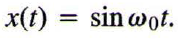 x(t) = sin ω₀t.